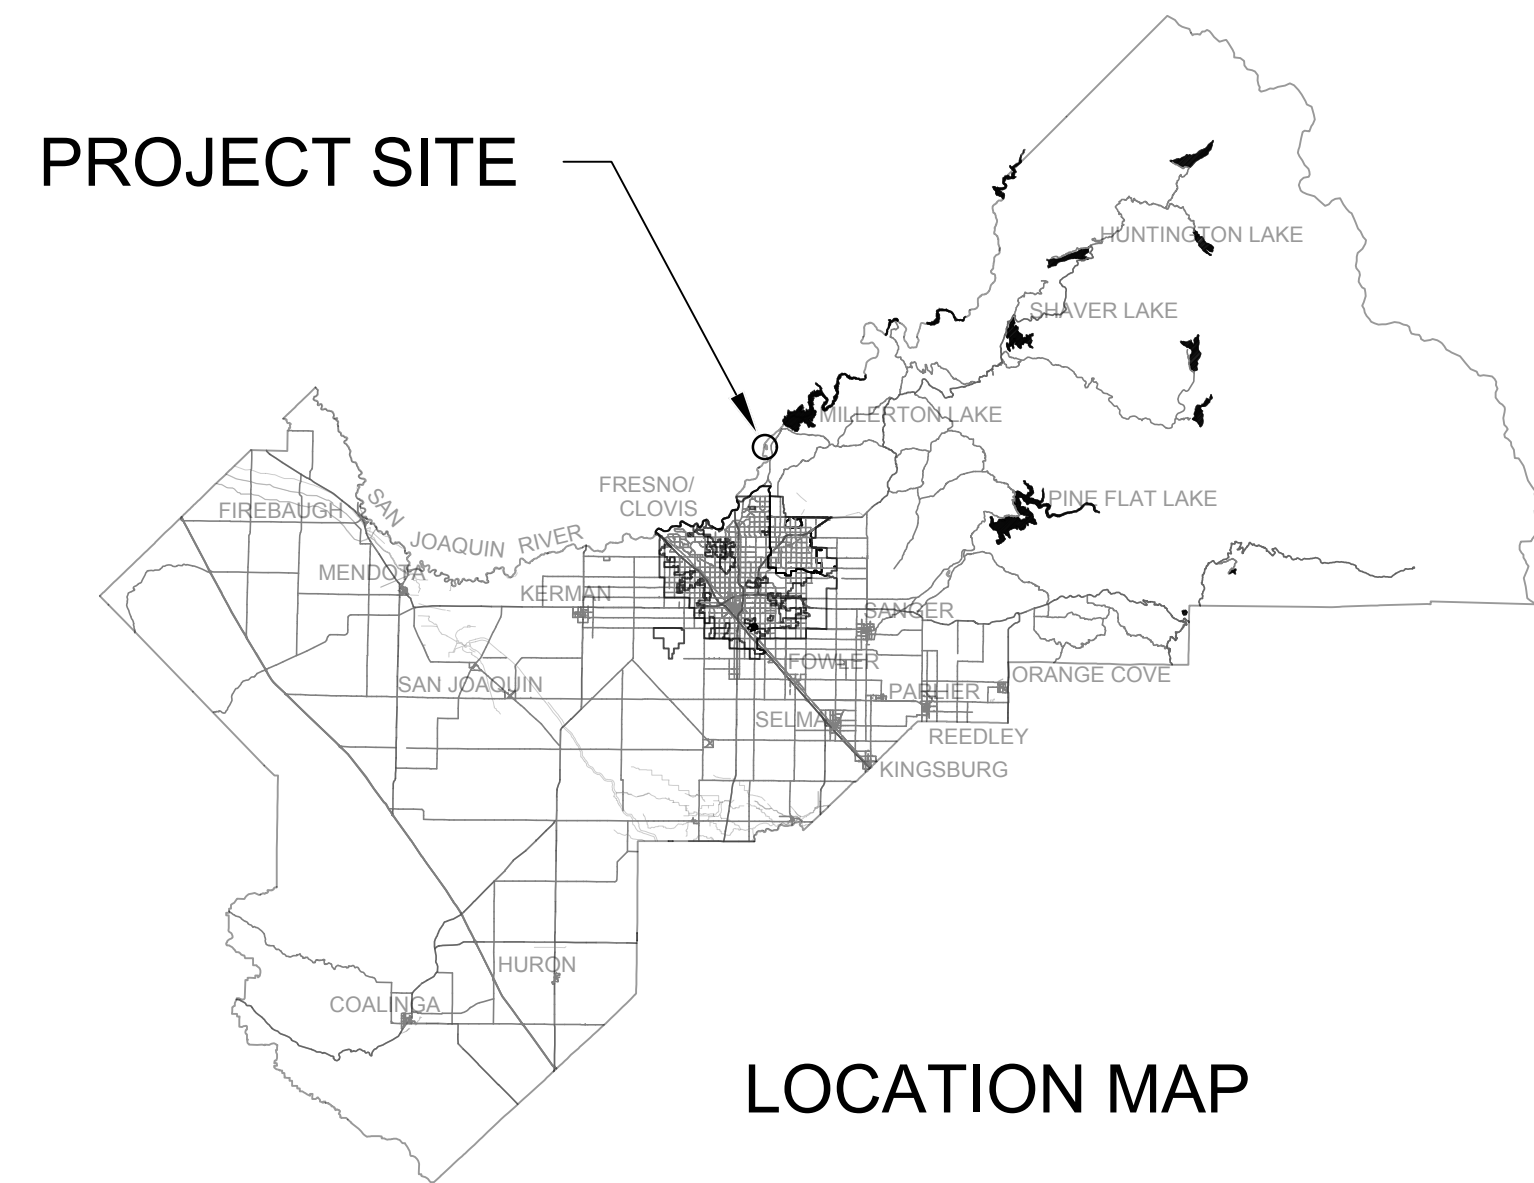 PROJECT SITE
HUNTINGTON LAKE
SHAVER LAKE
MILLERTON LAKE
FRESNO/
CLOVIS
PINE FLAT LAKE
FIREBAUGH
SAN JOAQUIN RIVER
MENDOTA
KERMAN
SANGER
FOWLER
ORANGE COVE
SAN JOAQUIN
PARLIER
SELMA
REEDLEY
KINGSBURG
HURON
COALINGA
LOCATION MAP